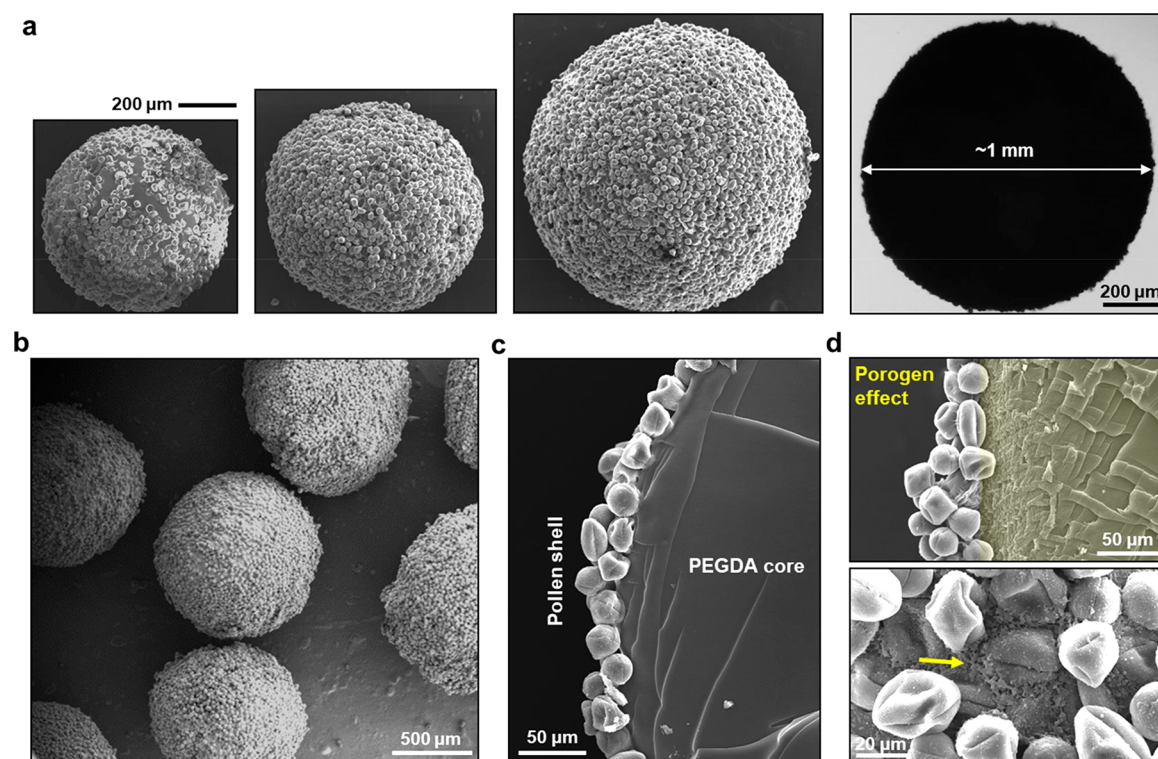 a
200 µm
~1 mm
200 µm
b
500 µm
c
Pollen shell
PEGDA core
50 µm
d
Porogen
effect
50 µm
20 µm